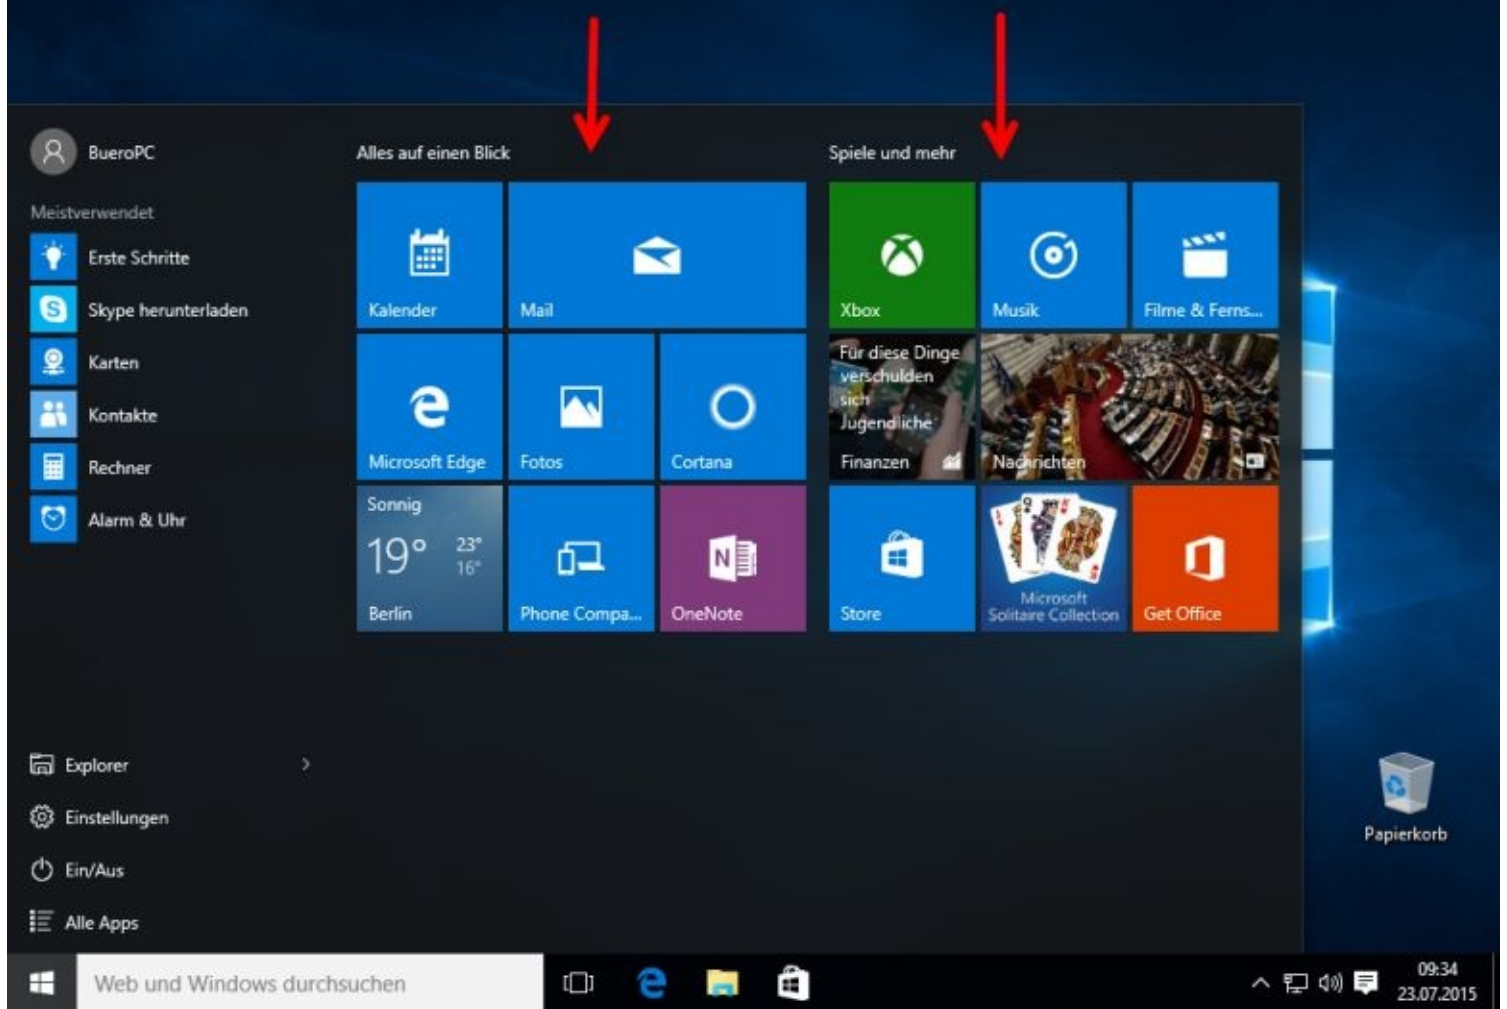 BueroPC
Meistverwendet
Erste Schritte
Skype herunterladen
Karten
Kontakte
Rechner
Alarm & Uhr
Explorer
Einstellungen
Ein/Aus
Alle Apps
Alles auf einen Blick
Kalender
Mail
Microsoft Edge
Fotos
Cortana
Sonnig
19° 23°
16°
Berlin
Phone Compa...
OneNote
Spiele und mehr
Xbox
Musik
Filme & Ferns...
Für diese Dinge
verschulden
sich
Jugendliche
Finanzen
Nachrichten
Store
Microsoft
Solitaire Collection
Get Office
Papierkorb
Web und Windows durchsuchen
09:34
23.07.2015